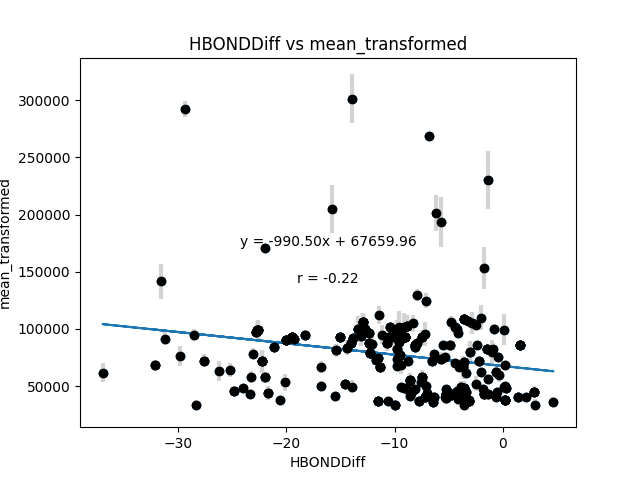 HBONDDiff vs mean_transformed
300000
250000
200000
150000
100000
50000
mean_transformed
y = -990.50x + 67659.96
r = -0.22
−30
−20
−10
0
HBONDDiff